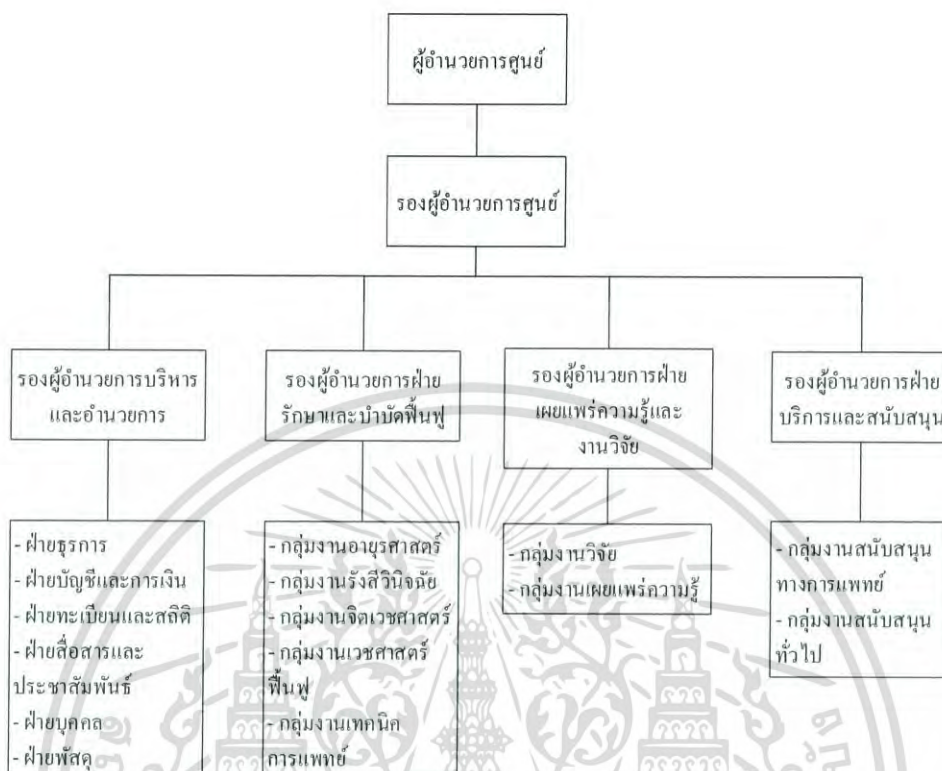 ผู้อำนวยการศูนย์
รองผู้อำนวยการศูนย์
รองผู้อำนวยการบริหาร
และอำนวยการ
รองผู้อำนวยการฝ่าย
รักษาและบำบัดฟื้นฟู
รองผู้อำนวยการฝ่าย
เผยแพร่ความรู้และ
งานวิจัย
รองผู้อำนวยการฝ่าย
บริการและสนับสนุน
- ฝ่ายธุรการ
- ฝ่ายบัญชีและการเงิน
- ฝ่ายทะเบียนและสถิติ
- ฝ่ายสื่อสารและ
ประชาสัมพันธ์
- ฝ่ายบุคคล
- ฝ่ายพัสดุ
- กลุ่มงานอายุรศาสตร์
- กลุ่มงานรังสีวินิจฉัย
- กลุ่มงานจิตเวชศาสตร์
- กลุ่มงานเวชศาสตร์
ฟื้นฟู
- กลุ่มงานเทคนิค
การแพทย์
- กลุ่มงานวิจัย
- กลุ่มงานเผยแพร่ความรู้
- กลุ่มงานสนับสนุน
ทางการแพทย์
- กลุ่มงานสนับสนุน
ทั่วไป